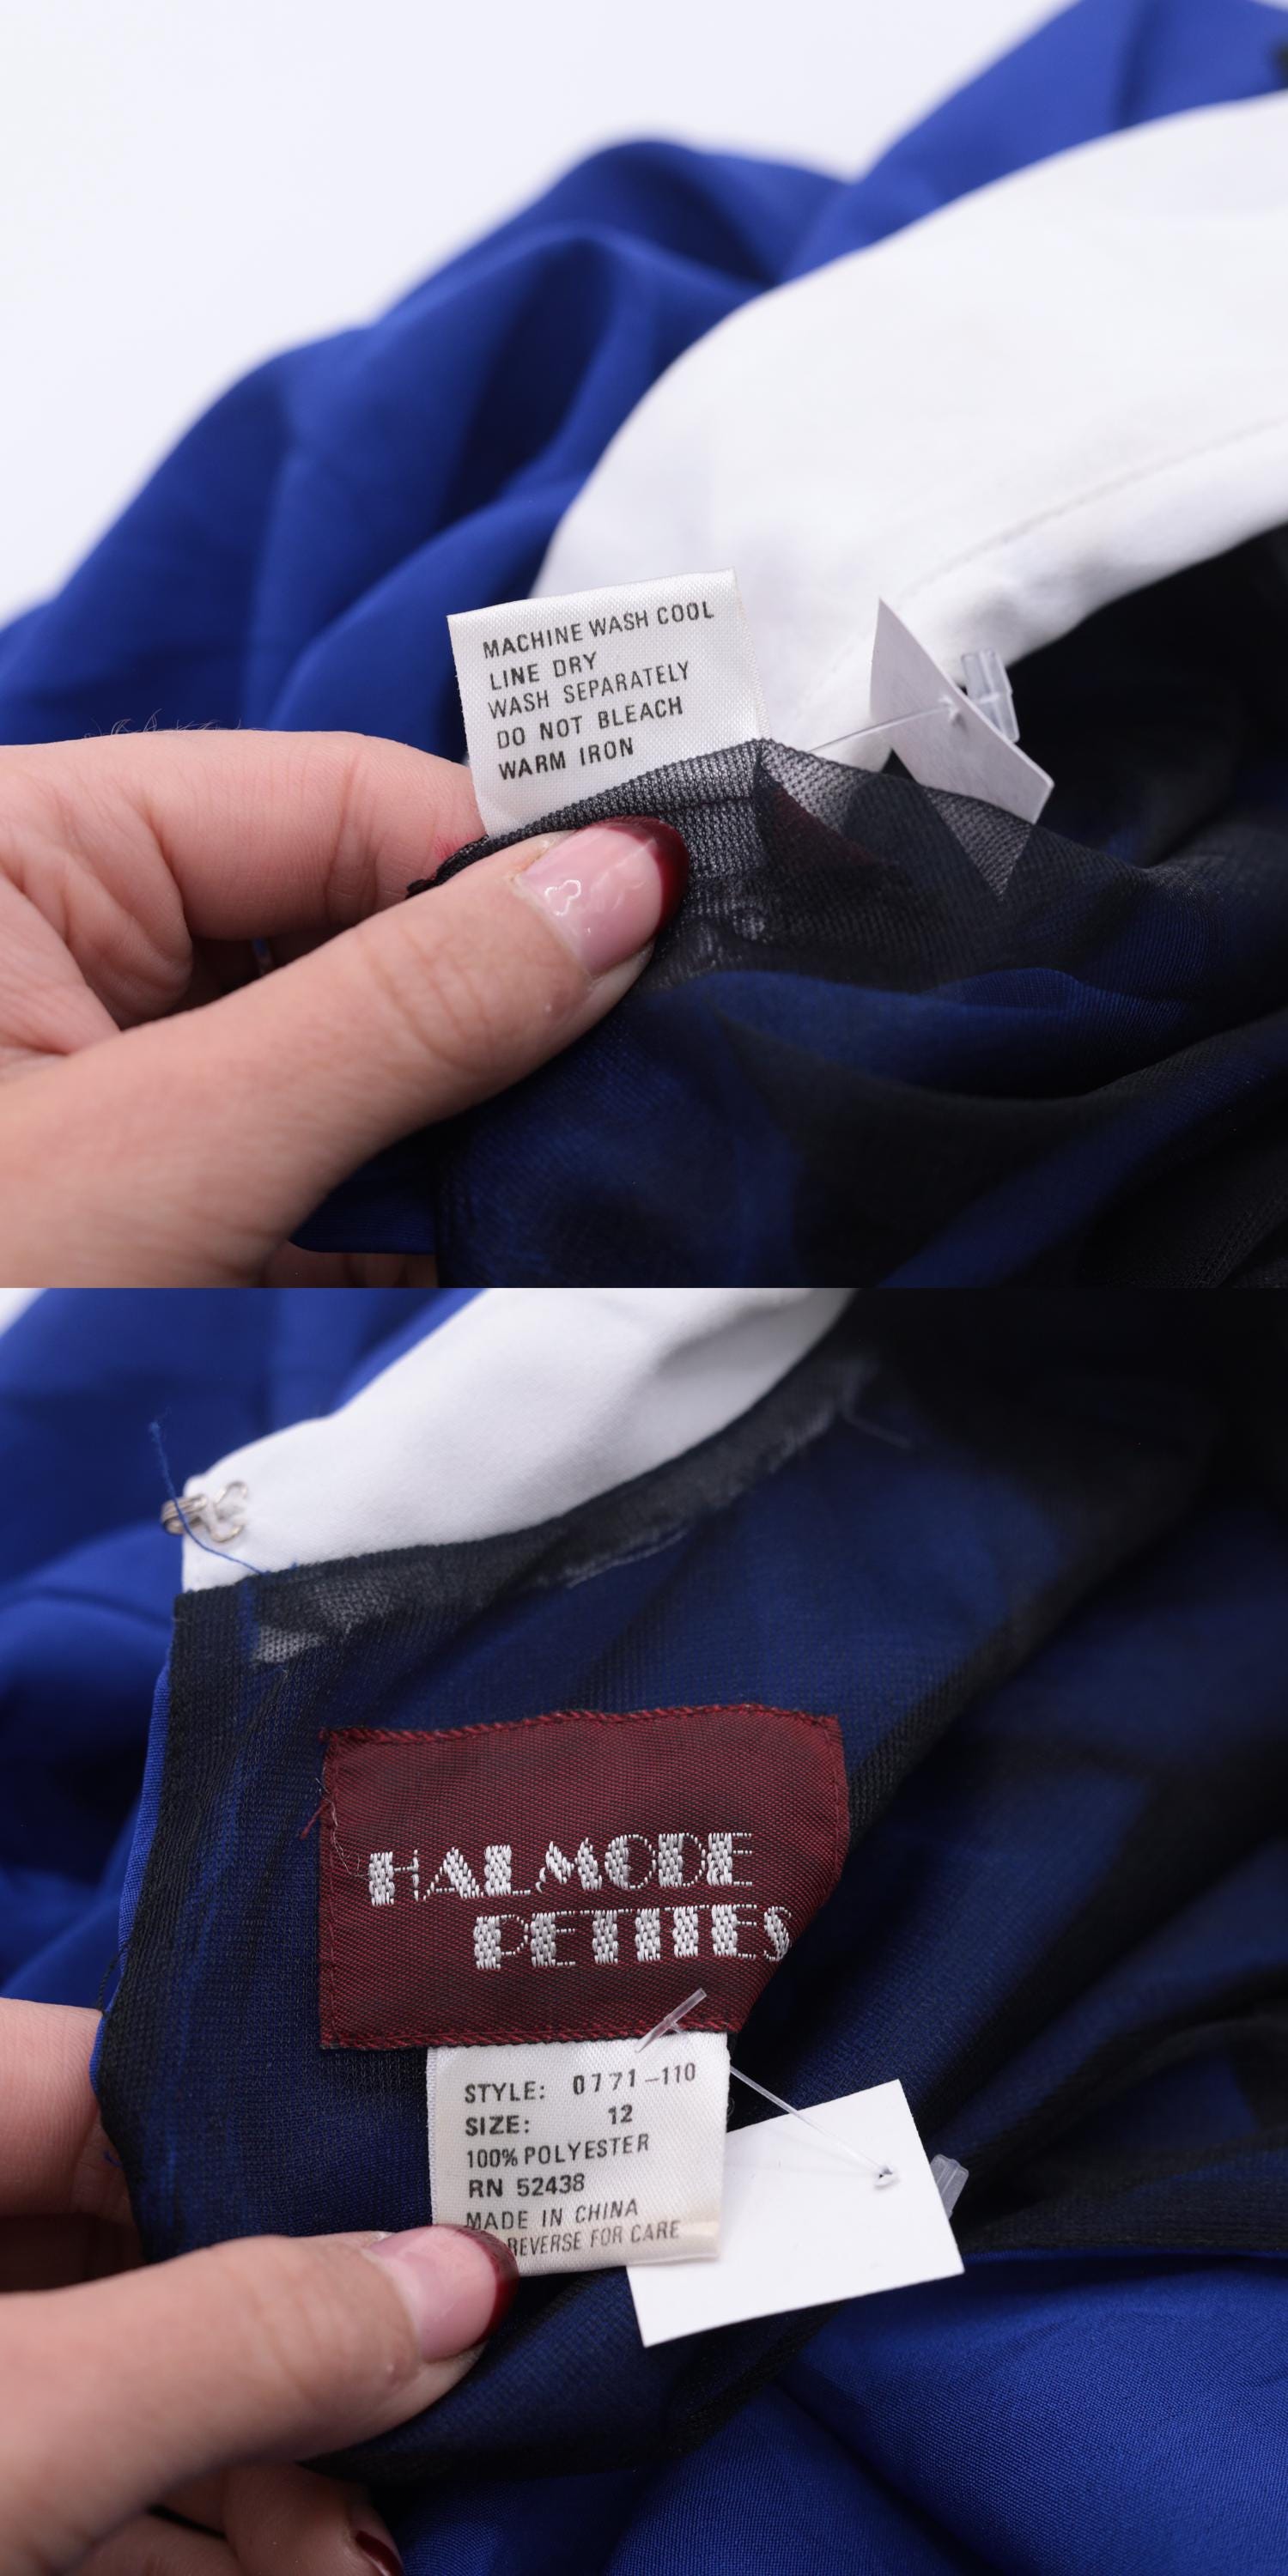 MACHINE WASH COOL
LINE DRY
WASH SEPARATELY
DO NOT BLEACH
WARM IRON
HALMODE
PETITES
STYLE: 0771-110
SIZE: 12
100% POLYESTER
RN 52438
MADE IN CHINA
REVERSE FOR CARE